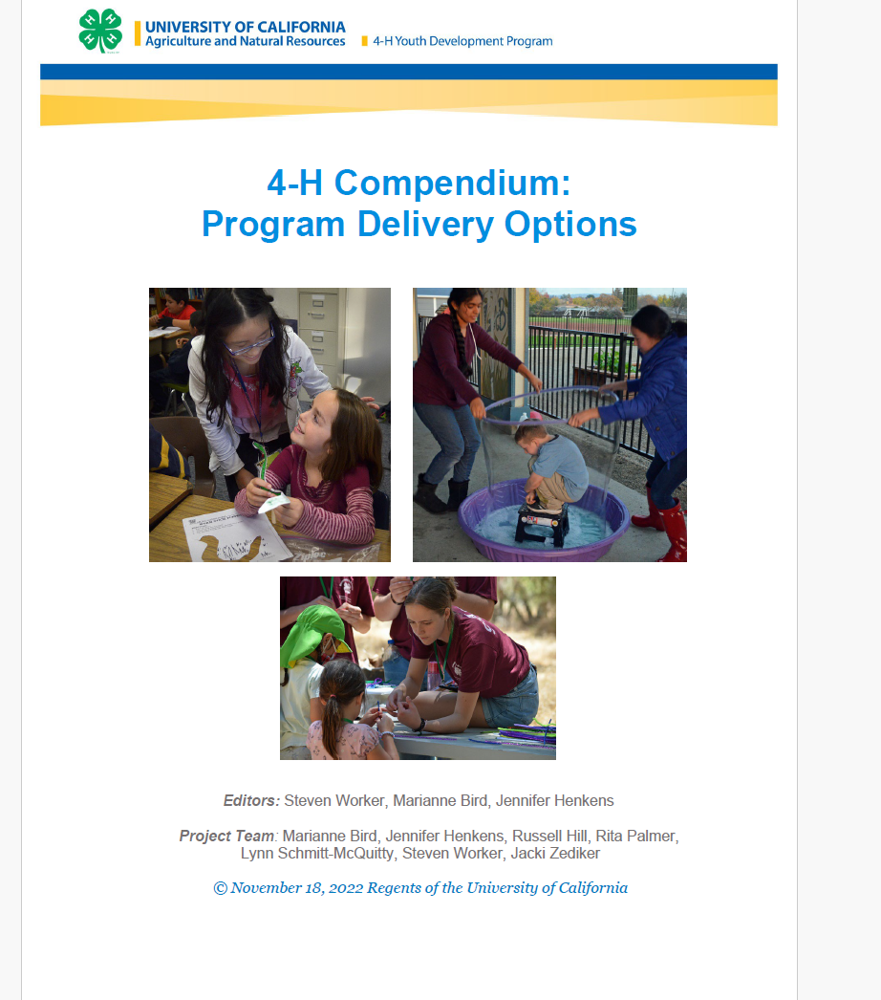 UNIVERSITY OF CALIFORNIA
Agriculture and Natural Resources
4-H Youth Development Program
4-H Compendium:
Program Delivery Options
Ziploc
Editors: Steven Worker, Marianne Bird, Jennifer Henkens
Project Team: Marianne Bird, Jennifer Henkens, Russell Hill, Rita Palmer,
Lynn Schmitt-McQuitty, Steven Worker, Jacki Zediker
© November 18, 2022 Regents of the University of California